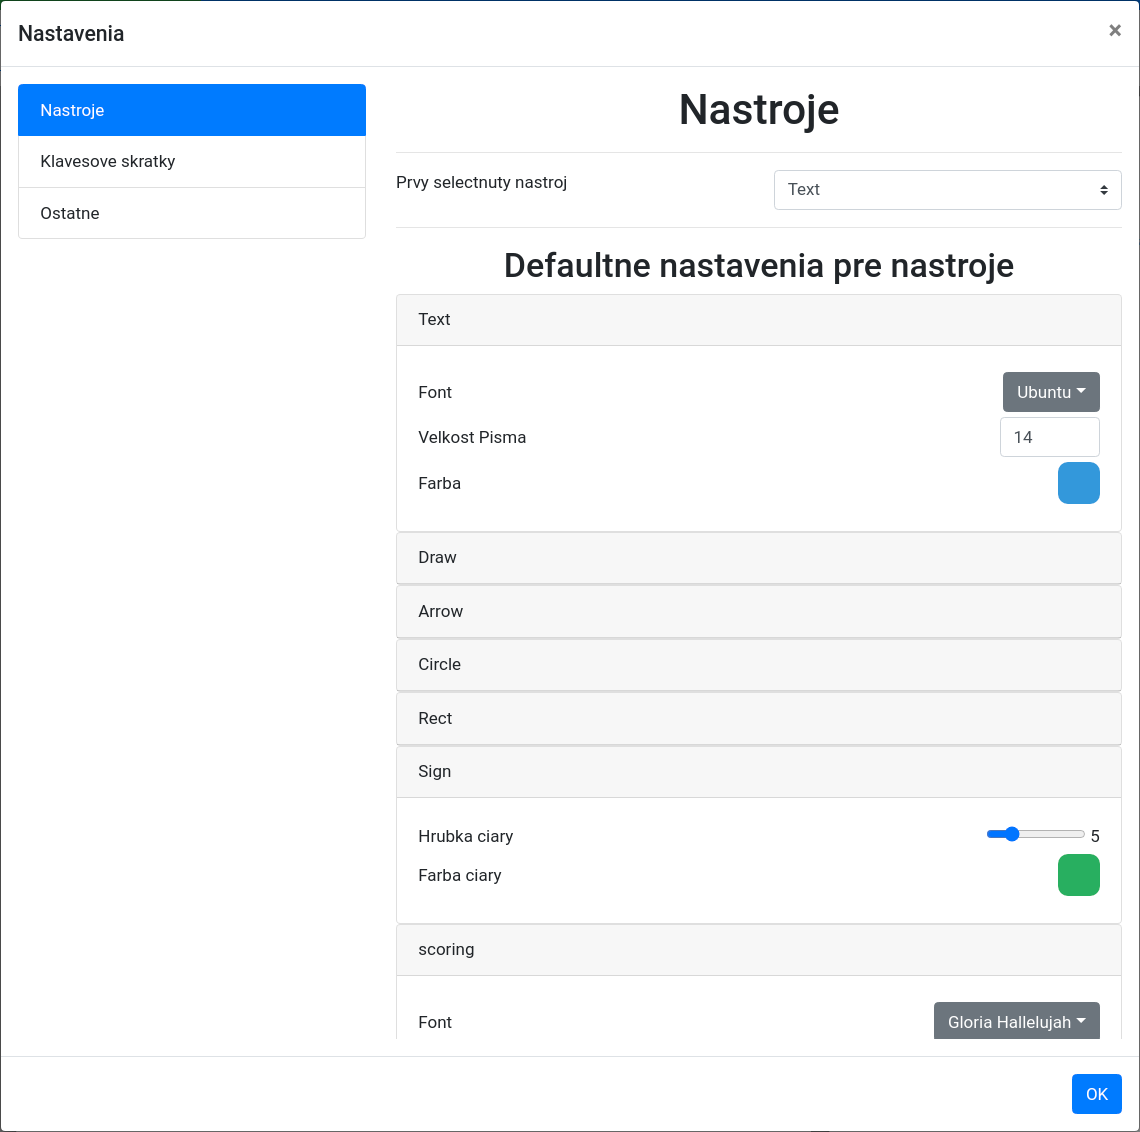 Nastavenia
×
Nastroje
Klavesove skratky
Ostatne
Nastroje
Prvy selectnuty nastroj
Text
Defaultne nastavenia pre nastroje
Text
Font
Ubuntu
Velkost Pisma
14
Farba
Draw
Arrow
Circle
Rect
Sign
Hrubka ciary
5
Farba ciary
scoring
Font
Gloria Hallelujah
OK